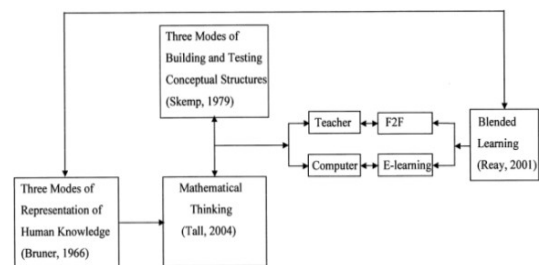 Three Modes of
Building and Testing
Conceptual Structures
(Skemp, 1979)
Teacher
F2F
Blended
Learning
(Reay, 2001)
Computer
E-learning
Three Modes of
Representation of
Human Knowledge
(Bruner, 1966)
Mathematical
Thinking
(Tall, 2004)